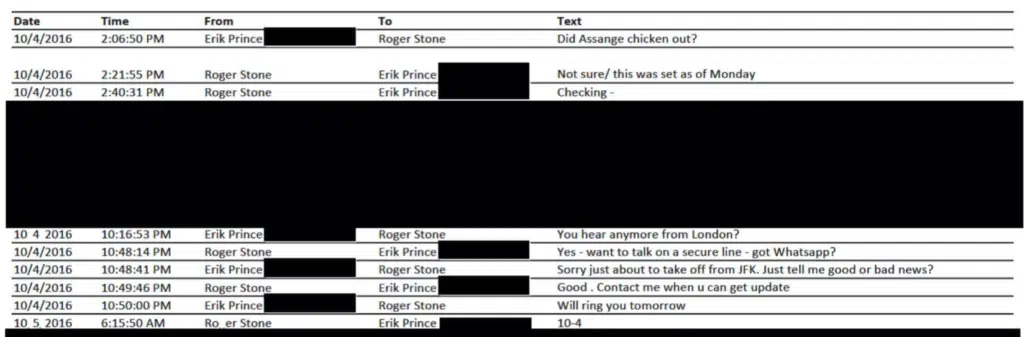 Date Time From To Text
10/4/2016 2:06:50 PM Erik Prince Roger Stone Did Assange chicken out?
10/4/2016 2:21:55 PM Roger Stone Erik Prince Not sure/ this was set as of Monday
10/4/2016 2:40:31 PM Roger Stone Erik Prince Checking -
10 4 2016 10:16:53 PM Erik Prince Roger Stone You hear anymore from London?
10/4/2016 10:48:14 PM Roger Stone Erik Prince Yes - want to talk on a secure line - got Whatsapp?
10/4/2016 10:48:41 PM Erik Prince Roger Stone Sorry just about to take off from JFK. Just tell me good or bad news?
10/4/2016 10:49:46 PM Roger Stone Erik Prince Good . Contact me when u can get update
10/4/2016 10:50:00 PM Erik Prince Roger Stone Will ring you tomorrow
10 5 2016 6:15:50 AM Ro er Stone Erik Prince 10-4